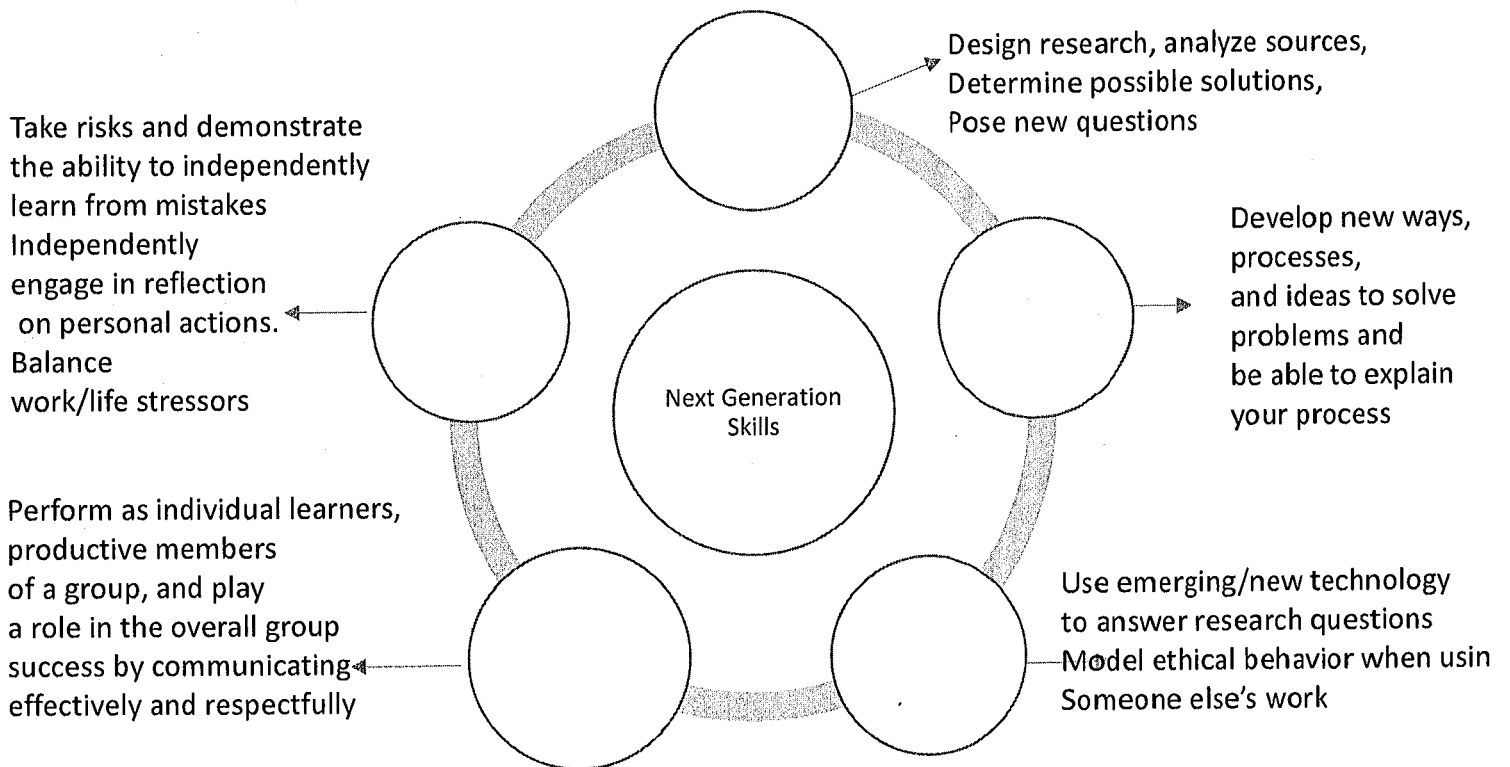 Design research, analyze sources,
Determine possible solutions,
Pose new questions
Take risks and demonstrate
the ability to independently
learn from mistakes
Independently
engage in reflection
on personal actions.
Balance
work/life stressors
Develop new ways,
processes,
and ideas to solve
problems and
be able to explain
your process
Next Generation
Skills
Perform as individual learners,
productive members
of a group, and play
a role in the overall group
success by communicating
effectively and respectfully
Use emerging/new technology
to answer research questions
Model ethical behavior when usin
Someone else's work